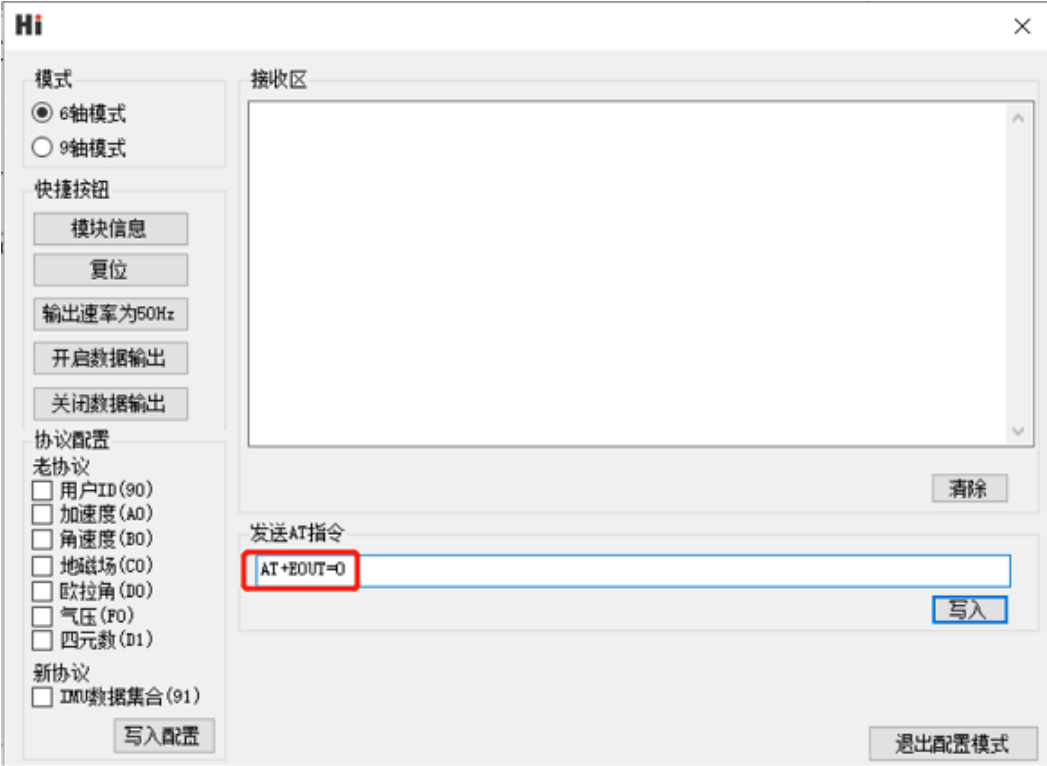 Hi
模式
6轴模式
9轴模式
快捷按钮
模块信息
复位
输出速率为50Hz
开启数据输出
关闭数据输出
协议配置
老协议
用户ID(90)
加速度(A0)
角速度(B0)
地磁场(C0)
欧拉角(D0)
气压(F0)
四元数(D1)
新协议
IMU数据集合(91)
写入配置
接收区
清除
发送AT指令
AT+EOUT=0
写入
退出配置模式